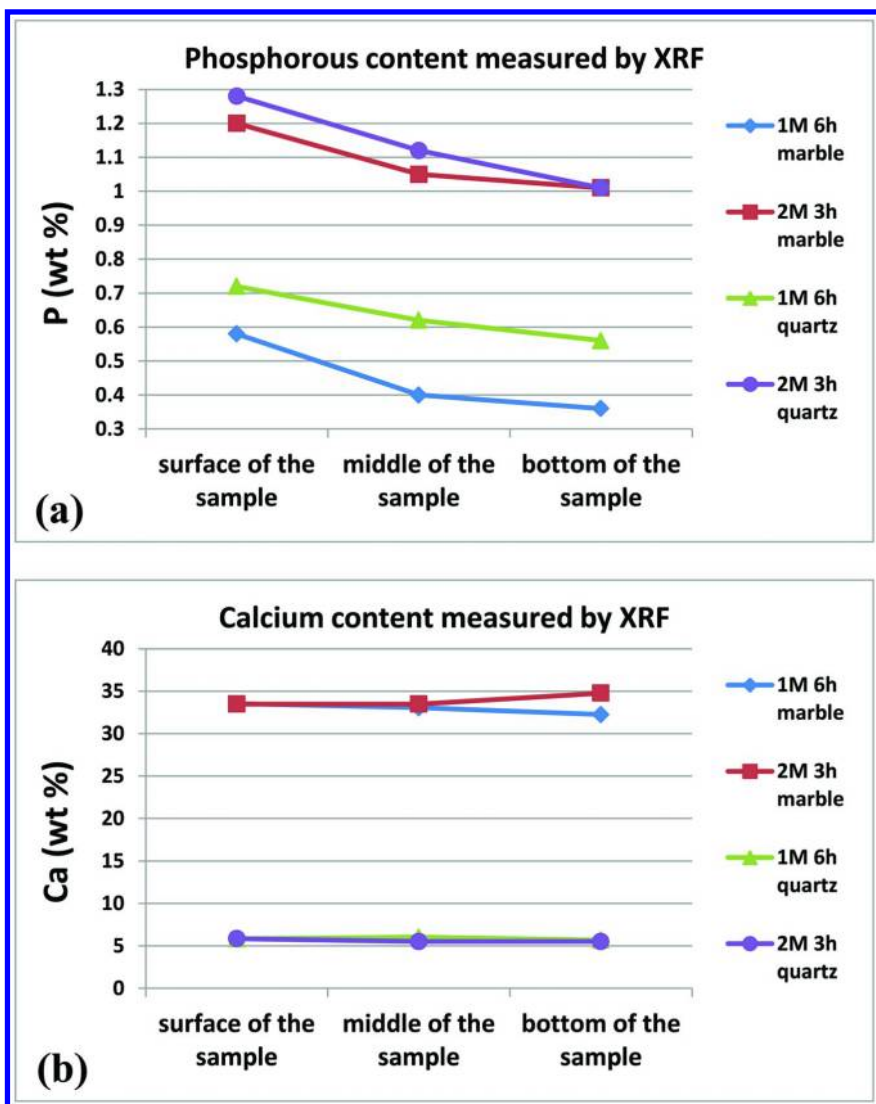 Phosphorous content measured by XRF
P (wt %)
1.3
1.2
1.1
1
0.9
0.8
0.7
0.6
0.5
0.4
0.3
surface of the
sample
middle of the
sample
bottom of the
sample
1M 6h
marble
2M 3h
marble
1M 6h
quartz
2M 3h
quartz
(a)
Calcium content measured by XRF
Ca (wt %)
40
35
30
25
20
15
10
5
0
surface of the
sample
middle of the
sample
bottom of the
sample
1M 6h
marble
2M 3h
marble
1M 6h
quartz
2M 3h
quartz
(b)